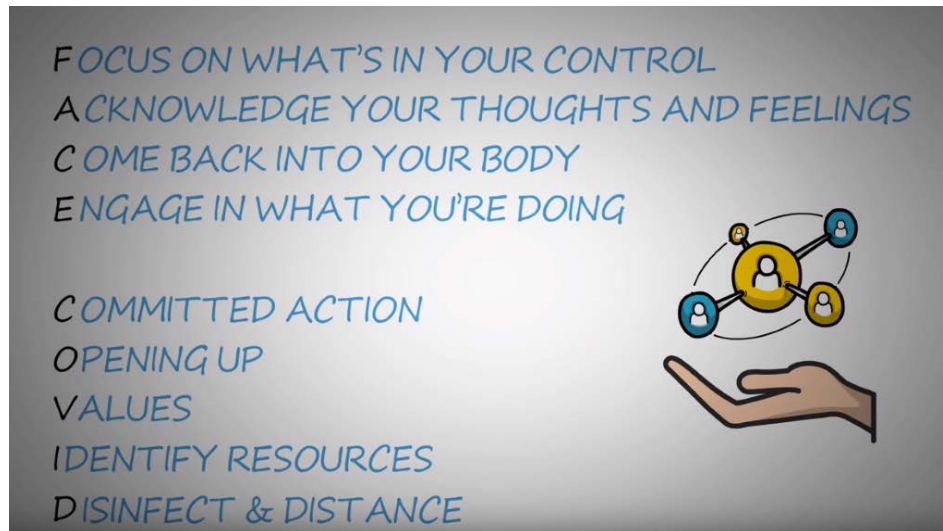 FOCUS ON WHAT'S IN YOUR CONTROL
ACKNOWLEDGE YOUR THOUGHTS AND FEELINGS
COME BACK INTO YOUR BODY
ENGAGE IN WHAT YOU'RE DOING
COMMITTED ACTION
OPENING UP
VALUES
IDENTIFY RESOURCES
DISINFECT & DISTANCE